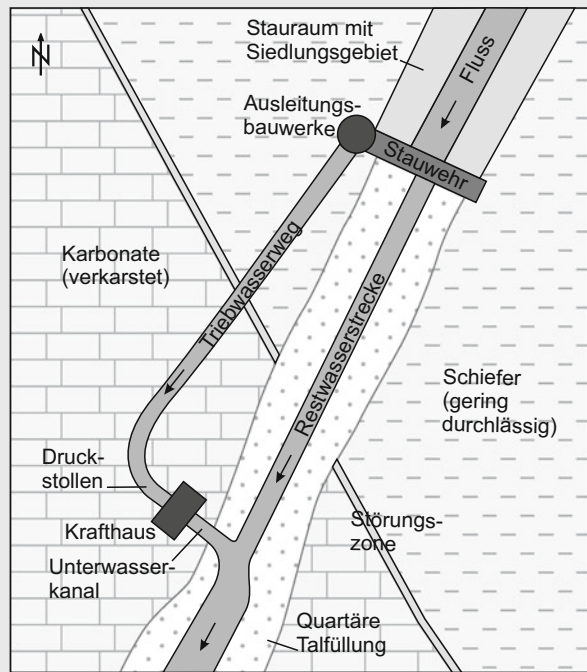 N
Stauraum mit
Siedlungsgebiet
Fluss
Ausleitungs-
bauwerke
Stauwehr
Karbonate
(verkarstet)
Triebwasserweg
Restwasserstrecke
Schiefer
(gering
durchlässig)
Druck-
stollen
Krafthaus
Störungs-
zone
Unterwasser-
kanal
Quartäre
Talfüllung